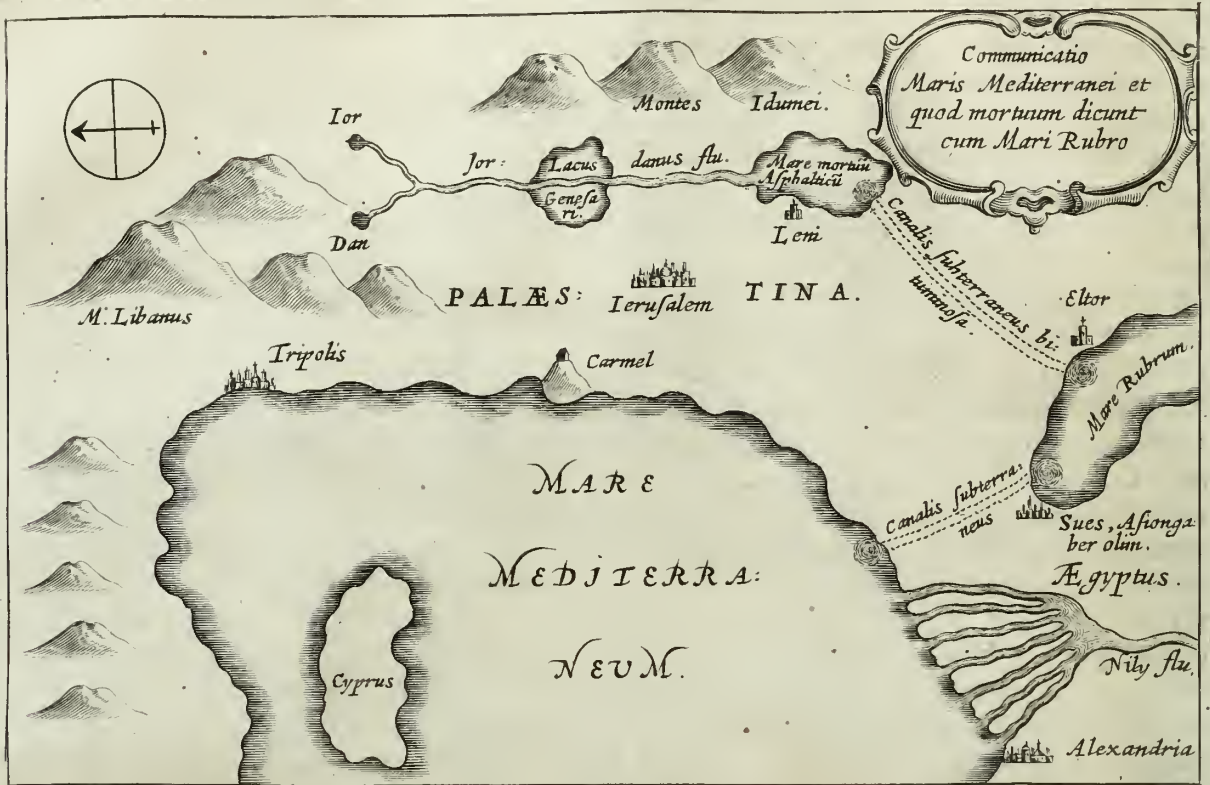 Communicatio
Maris Mediterranei et
quod mortuum dicunt
cum Mari Rubro
Montes Idumei.
Ior
Jor: danus flu.
Lacus
Genesa
ri.
Mare mortuū
Asphalticū
Leni
Dan
Canalis subterraneus bi:
tuminosa.
M. Libanus
PALÆS: TINA.
Ierusalem
Eltor
Tripolis
Carmel
Mare Rubrum.
MARE
MEDITERRA:
NEUM.
Canalis subterra:
neus
Sues, Asionga
ber olim.
Ægyptus.
Cyprus
Nily flu.
Alexandria